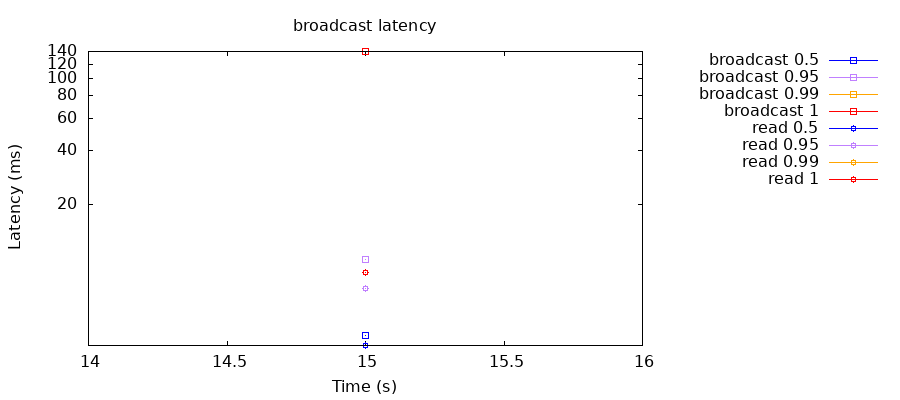 broadcast latency
140
120
100
80
60
40
20
Latency (ms)
14
14.5
15
15.5
16
Time (s)
broadcast 0.5
broadcast 0.95
broadcast 0.99
broadcast 1
read 0.5
read 0.95
read 0.99
read 1